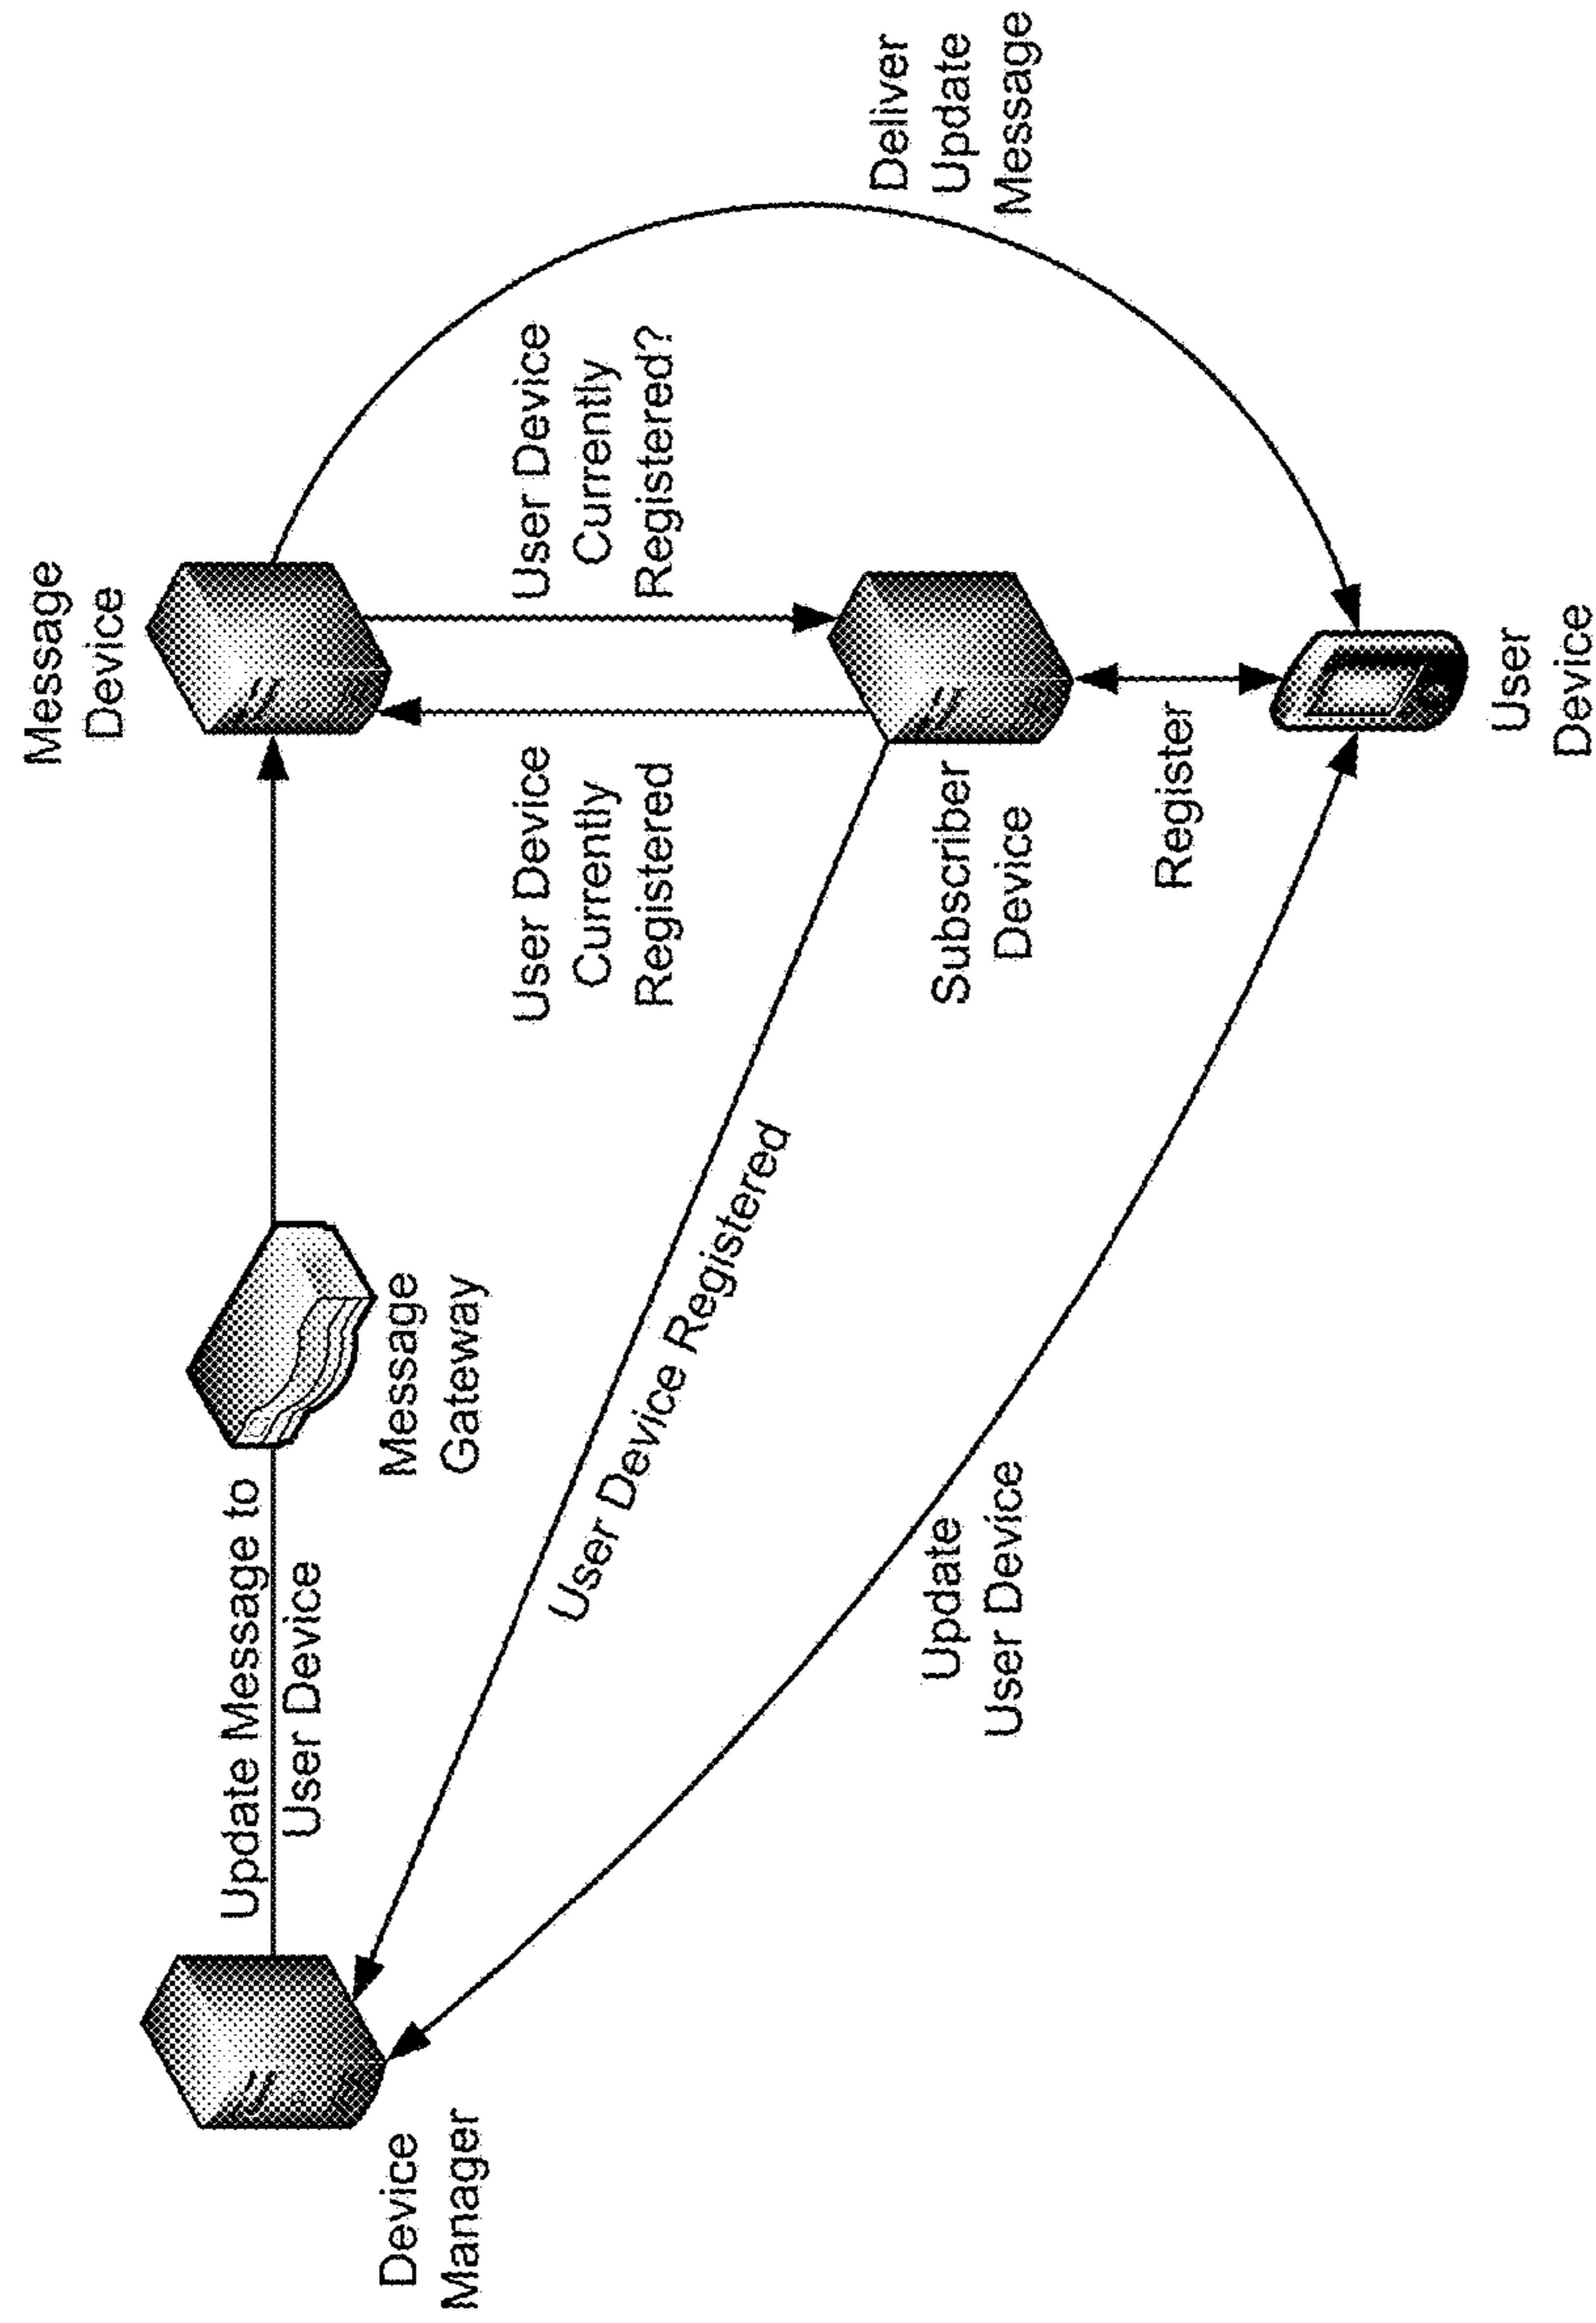 Message
Device
Update Message to
User Device
Message
Gateway
Device
Manager
User Device
Currently
Registered
User Device
Currently
Registered?
Deliver
Update
Message
User Device Registered
Subscriber
Device
Update
User Device
Register
User
Device